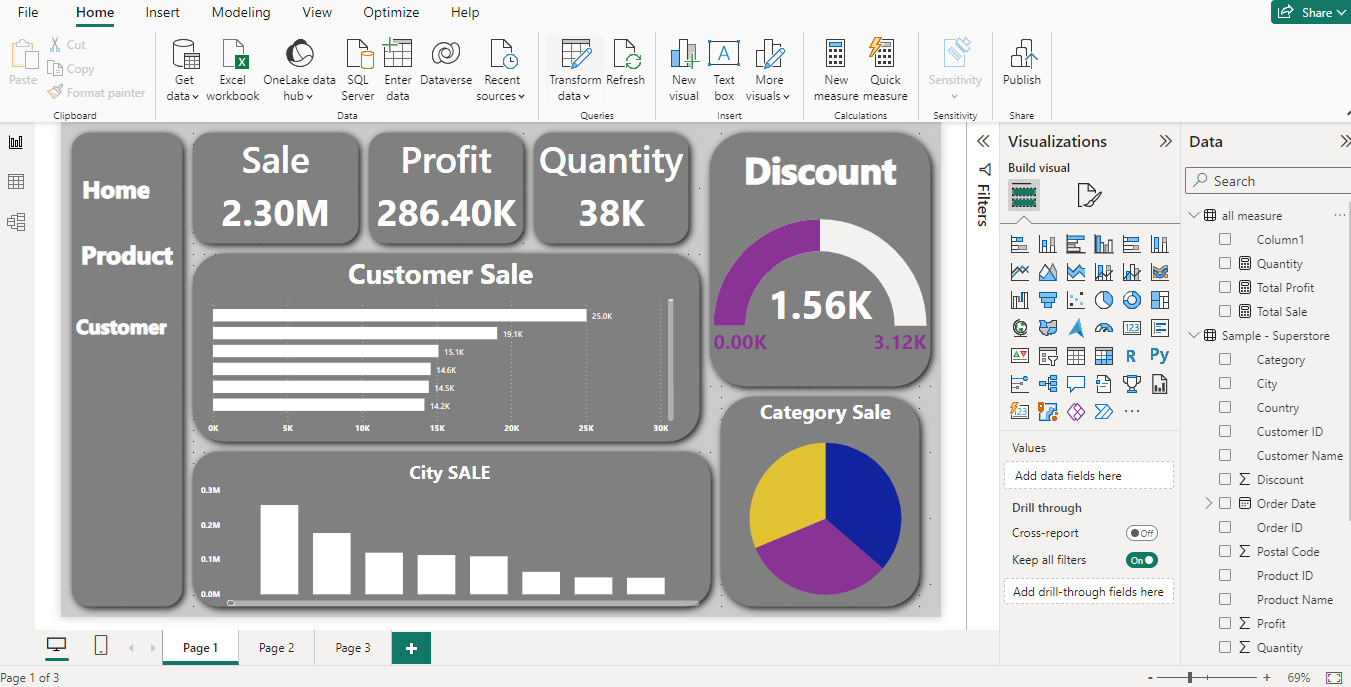 File Home Insert Modeling View Optimize Help Share
Paste
Cut
Copy
Format painter
Clipboard
Get data
Excel workbook
OneLake data hub
SQL Server
Enter data
Dataverse
Recent sources
Data
Transform data
Refresh
Queries
New visual
Text box
A
More visuals
Insert
New measure
Quick measure
Calculations
Sensitivity
Sensitivity
Publish
Share
Home
Product
Customer
Sale
2.30M
Profit
286.40K
Quantity
38K
Customer Sale
25.0K
19.1K
15.1K
14.6K
14.5K
14.2K
0K 5K 10K 15K 20K 25K 30K
City SALE
0.3M
0.2M
0.1M
0.0M
Discount
1.56K
0.00K 3.12K
Category Sale
Filters
Visualizations
Build visual
123
R Py
123
Values
Add data fields here
Drill through
Cross-report Off
Keep all filters On
Add drill-through fields here
Data
Search
all measure
Column1
Quantity
Total Profit
Total Sale
Sample - Superstore
Category
City
Country
Customer ID
Customer Name
Discount
Order Date
Order ID
Postal Code
Product ID
Product Name
Profit
Quantity
Page 1 Page 2 Page 3
Page 1 of 3
- + 69%